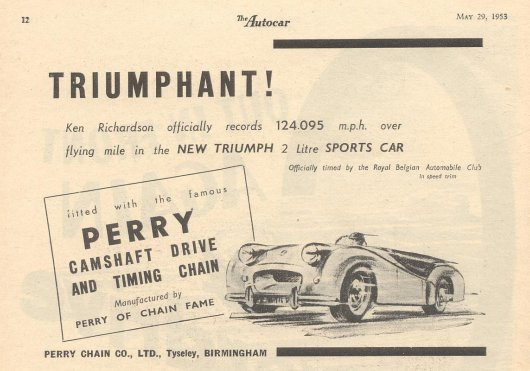 12
The Autocar
MAY 29, 1953
TRIUMPHANT!
Ken Richardson officially records 124.095 m.p.h. over
flying mile in the NEW TRIUMPH 2 Litre SPORTS CAR
Officially timed by the Royal Belgian Automobile Club
In speed trim
fitted with the famous
PERRY
CAMSHAFT DRIVE
AND TIMING CHAIN
Manufactured by
PERRY OF CHAIN FAME
PERRY CHAIN CO., LTD., Tyseley, BIRMINGHAM